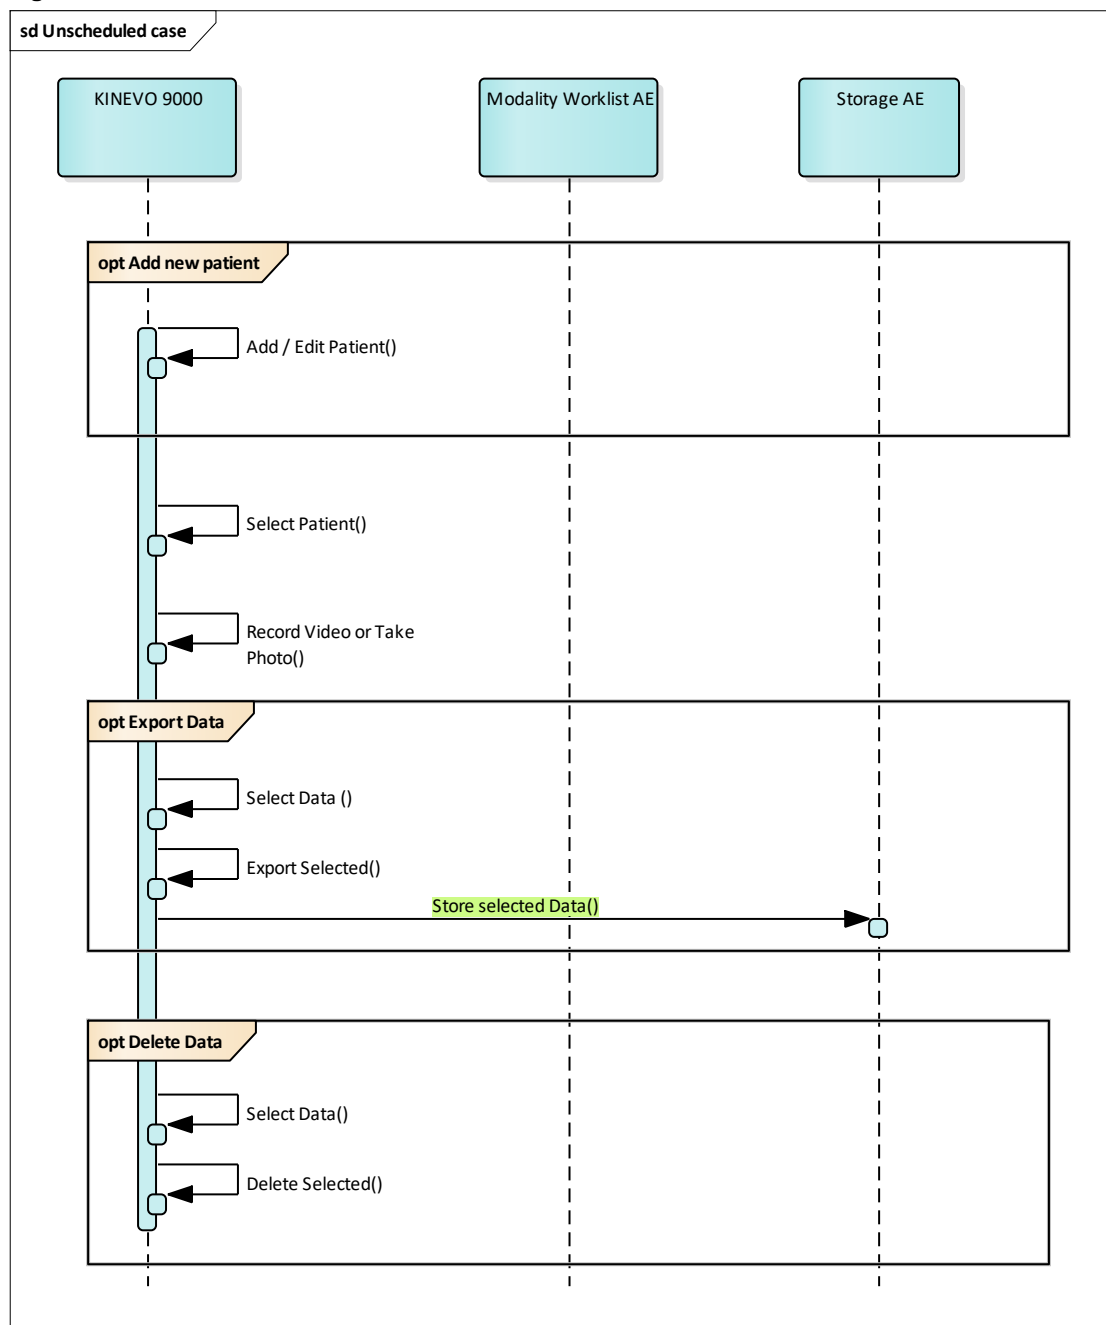 sd Unscheduled case
KINEVO 9000
Modality Worklist AE
Storage AE
opt Add new patient
Add / Edit Patient()
Select Patient()
Record Video or Take
Photo()
opt Export Data
Select Data ()
Export Selected()
Store selected Data()
opt Delete Data
Select Data()
Delete Selected()